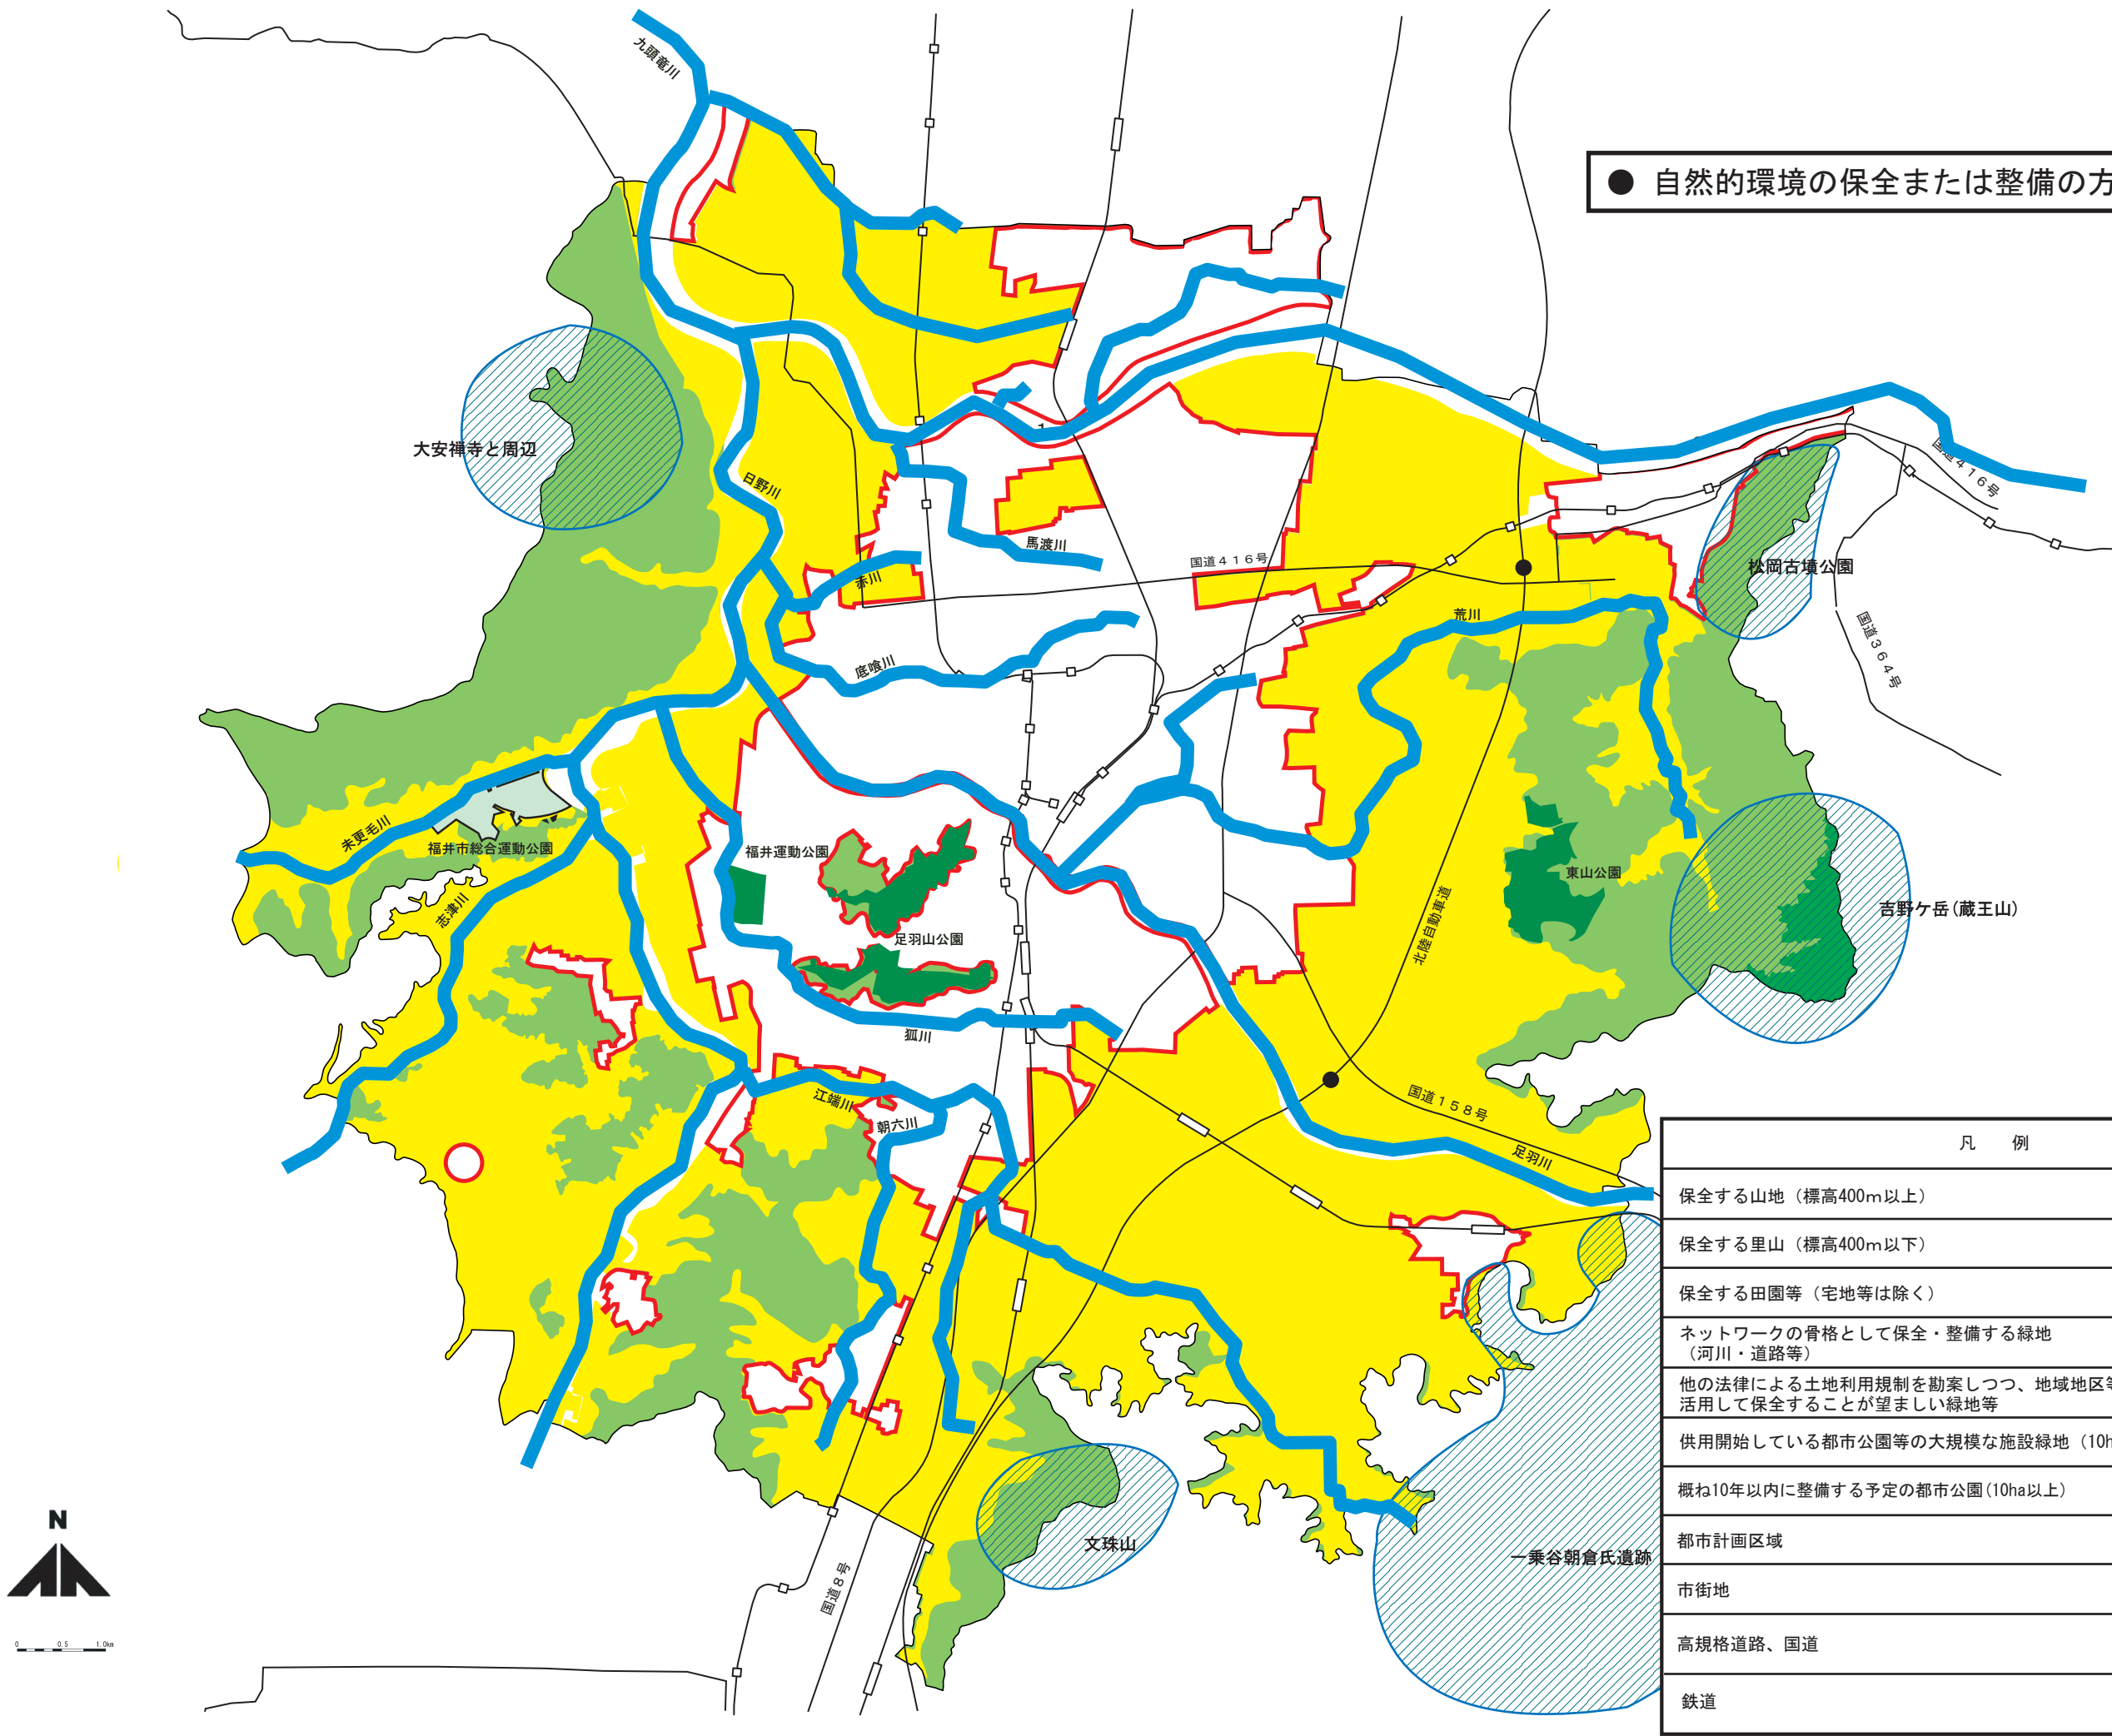 九頭竜川
● 自然的環境の保全または整備の方
大安禅寺と周辺
日野川
国道416号
馬渡川
国道416号
松岡古墳公園
赤川
荒川
国道364号
底喰川
未更毛川
福井市総合運動公園
福井運動公園
東山公園
志津川
北陸自動車道
吉野ケ岳(蔵王山)
足羽山公園
狐川
江端川
国道158号
朝六川
足羽川
凡 例
保全する山地（標高400m以上）
保全する里山（標高400m以下）
保全する田園等（宅地等は除く）
ネットワークの骨格として保全・整備する緑地
（河川・道路等）
他の法律による土地利用規制を勘案しつつ、地域地区等
活用して保全することが望ましい緑地等
供用開始している都市公園等の大規模な施設緑地（10h
概ね10年以内に整備する予定の都市公園(10ha以上)
都市計画区域
市街地
高規格道路、国道
鉄道
文珠山
一乗谷朝倉氏遺跡
国道8号
N
0 0.5 1.0km